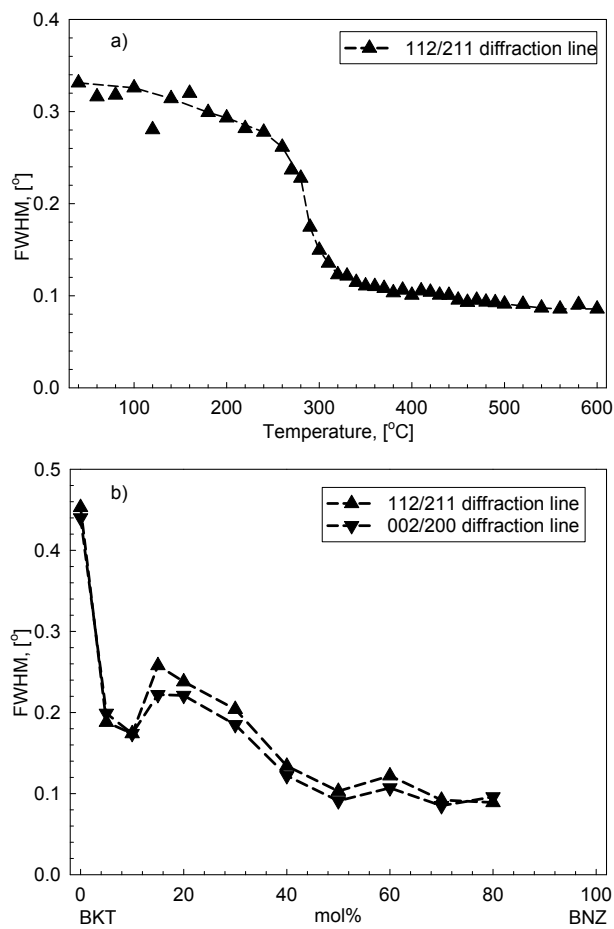 a)
112/211 diffraction line
0.4
0.3
0.2
0.1
0.0
FWHM, [°]
100 200 300 400 500 600
Temperature, [°C]
b)
112/211 diffraction line
002/200 diffraction line
0.5
0.4
0.3
0.2
0.1
0.0
FWHM, [°]
0 20 40 60 80 100
BKT mol% BNZ